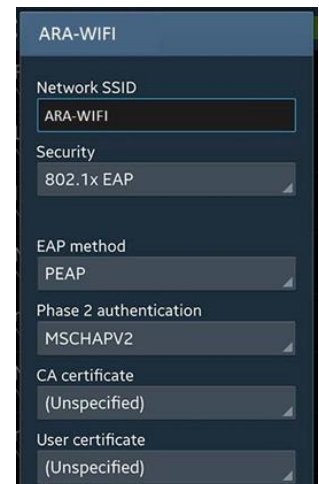 ARA-WIFI
Network SSID
ARA-WIFI
Security
802.1x EAP
EAP method
PEAP
Phase 2 authentication
MSCHAPV2
CA certificate
(Unspecified)
User certificate
(Unspecified)